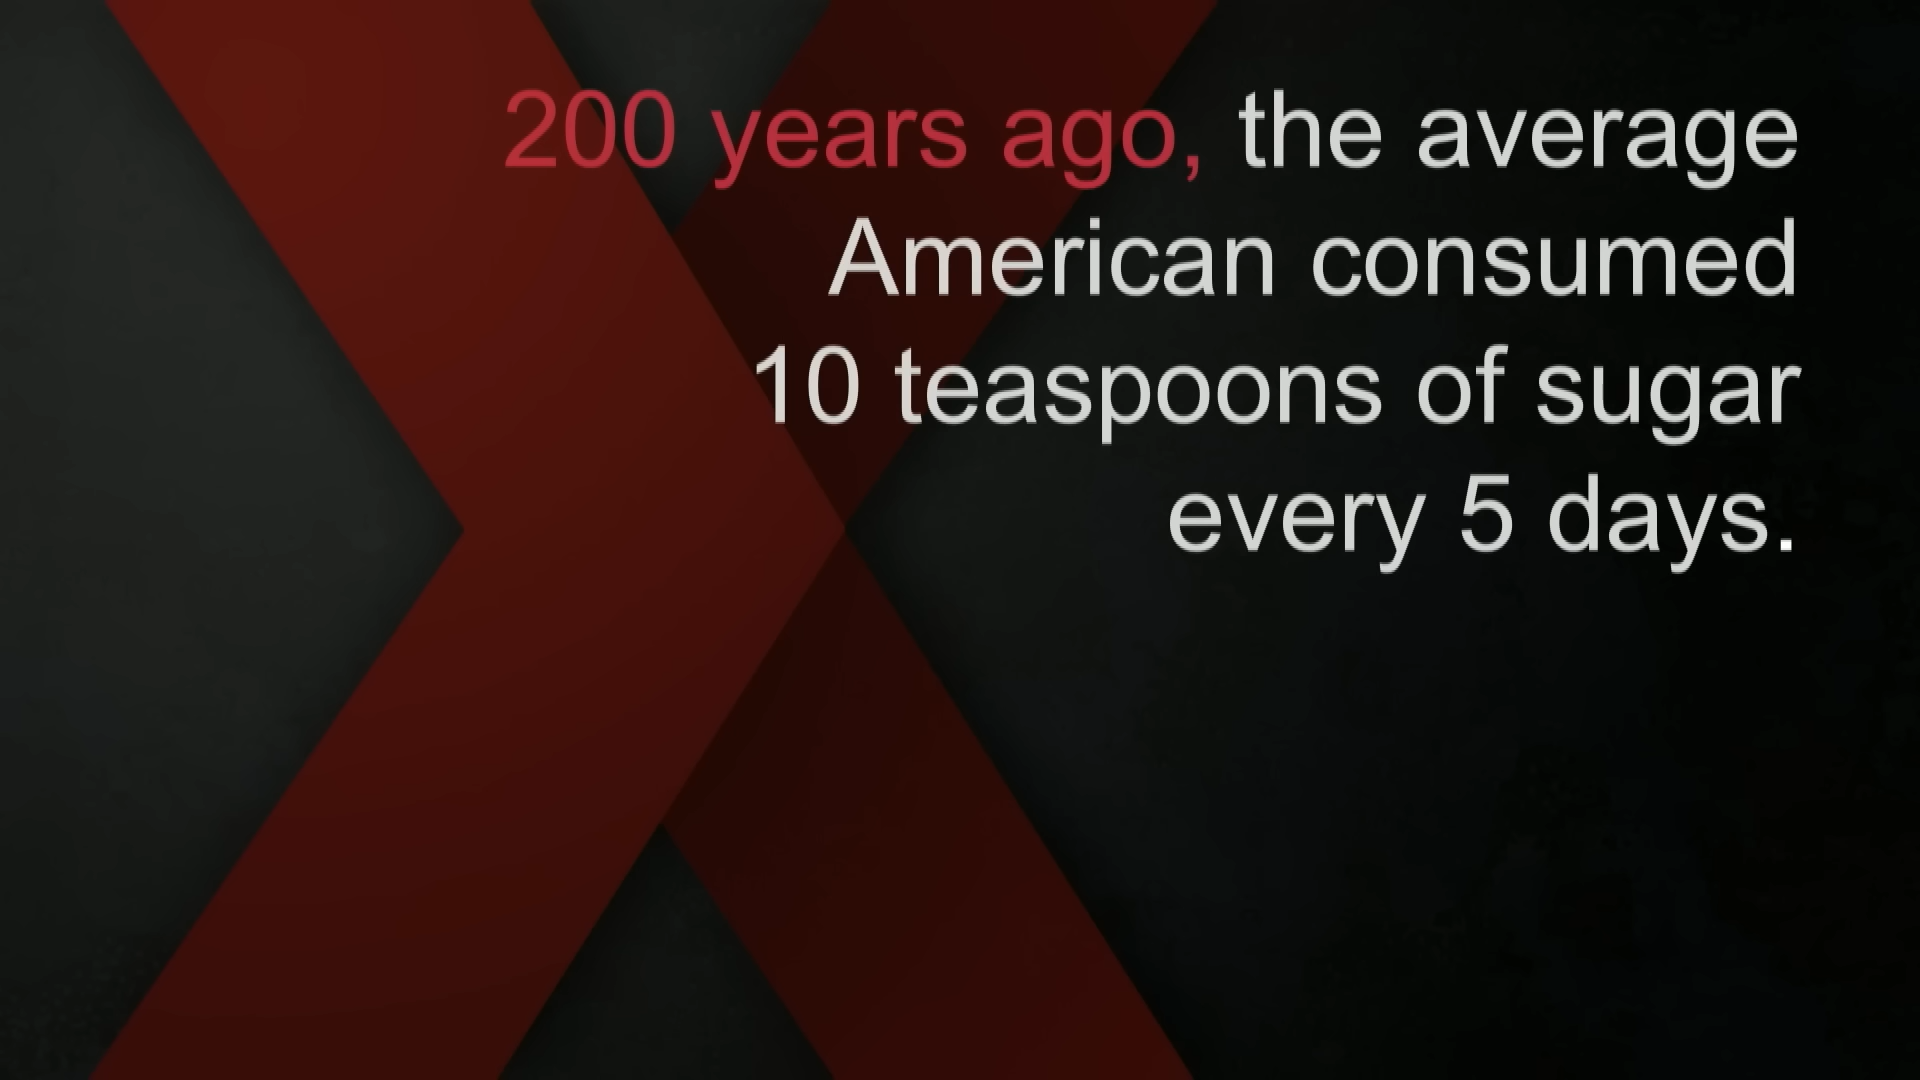 200 years ago, the average
American consumed
10 teaspoons of sugar
every 5 days.